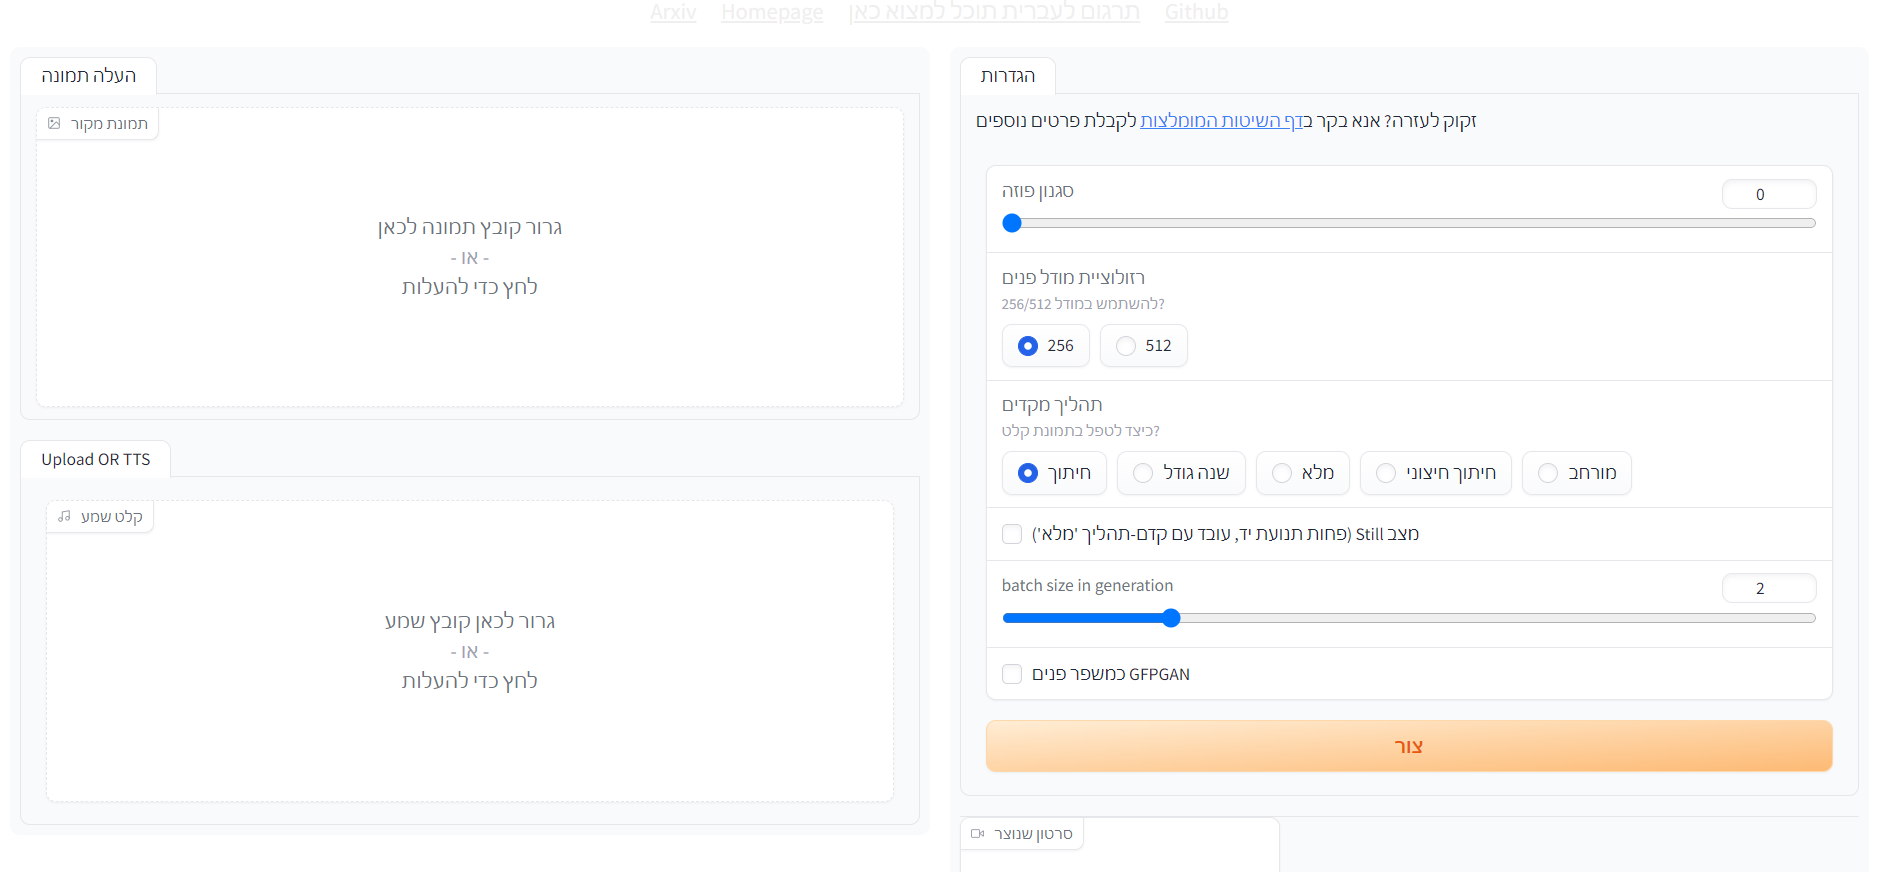 Arxiv Homepage תרגום לעברית תוכל למצוא כאן Github
העלה תמונה
תמונת מקור
גרור קובץ תמונה לכאן
- או -
לחץ כדי להעלות
Upload OR TTS
קלט שמע
גרור לכאן קובץ שמע
- או -
לחץ כדי להעלות
הגדרות
זקוק לעזרה? אנא בקר בדף השיטות המומלצות לקבלת פרטים נוספים
סגנון פוזה
0
רזולוציית מודל פנים
להשתמש במודל 256/512?
256
512
תהליך מקדים
כיצד לטפל בתמונת קלט?
חיתוך
שנה גודל
מלא
חיתוך חיצוני
מורחב
מצב Still (פחות תנועת יד, עובד עם קדם-תהליך 'מלא')
batch size in generation
2
GFPGAN כמשפר פנים
צור
סרטון שנוצר